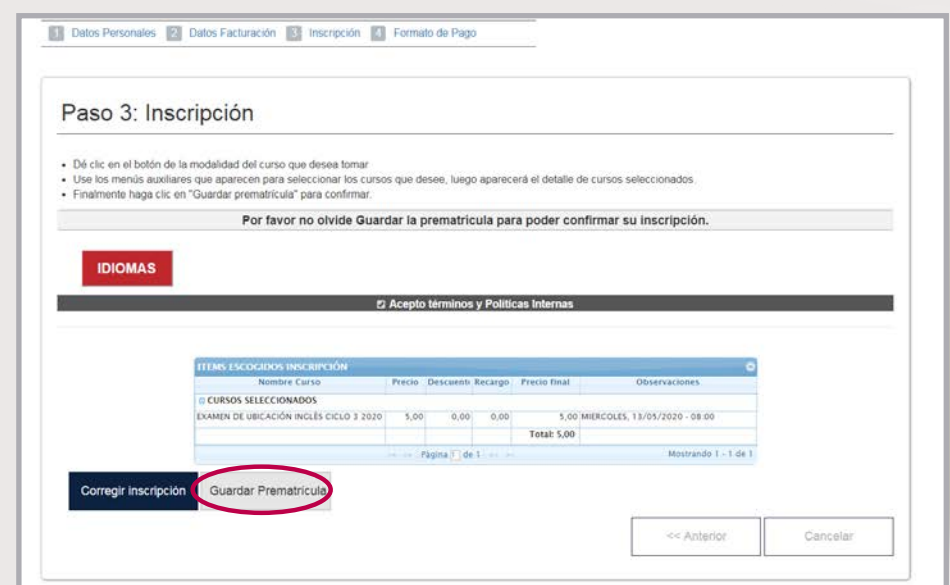 1 Datos Personales 2 Datos Facturación 3 Inscripción 4 Formato de Pago
Paso 3: Inscripción
• Dé clic en el botón de la modalidad del curso que desea tomar
• Use los menús auxiliares que aparecen para seleccionar los cursos que desee, luego aparecerá el detalle de cursos seleccionados.
• Finalmente haga clic en "Guardar prematrícula" para confirmar.
Por favor no olvide Guardar la prematricula para poder confirmar su inscripción.
IDIOMAS
Acepto términos y Políticas Internas
ITEMS ESCOGIDOS INSCRIPCIÓN
Nombre Curso Precio Descuento Recargo Precio final Observaciones
CURSOS SELECCIONADOS
EXAMEN DE UBICACIÓN INGLÉS CICLO 3 2020 5,00 0,00 0,00 5,00 MIERCOLES, 13/05/2020 - 08:00
Total: 5,00
Página 1 de 1 Mostrando 1 - 1 de 1
Corregir inscripción Guardar Prematricula
<< Anterior Cancelar